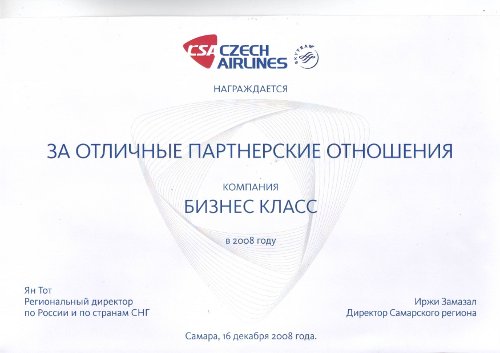 CSA CZECH
AIRLINES
SKYTEAM
НАГРАЖДАЕТСЯ
ЗА ОТЛИЧНЫЕ ПАРТНЕРСКИЕ ОТНОШЕНИЯ
КОМПАНИЯ
БИЗНЕС КЛАСС
в 2008 году
Ян Тот
Региональный директор
по России и по странам СНГ
Иржи Замазал
Директор Самарского региона
Самара, 16 декабря 2008 года.